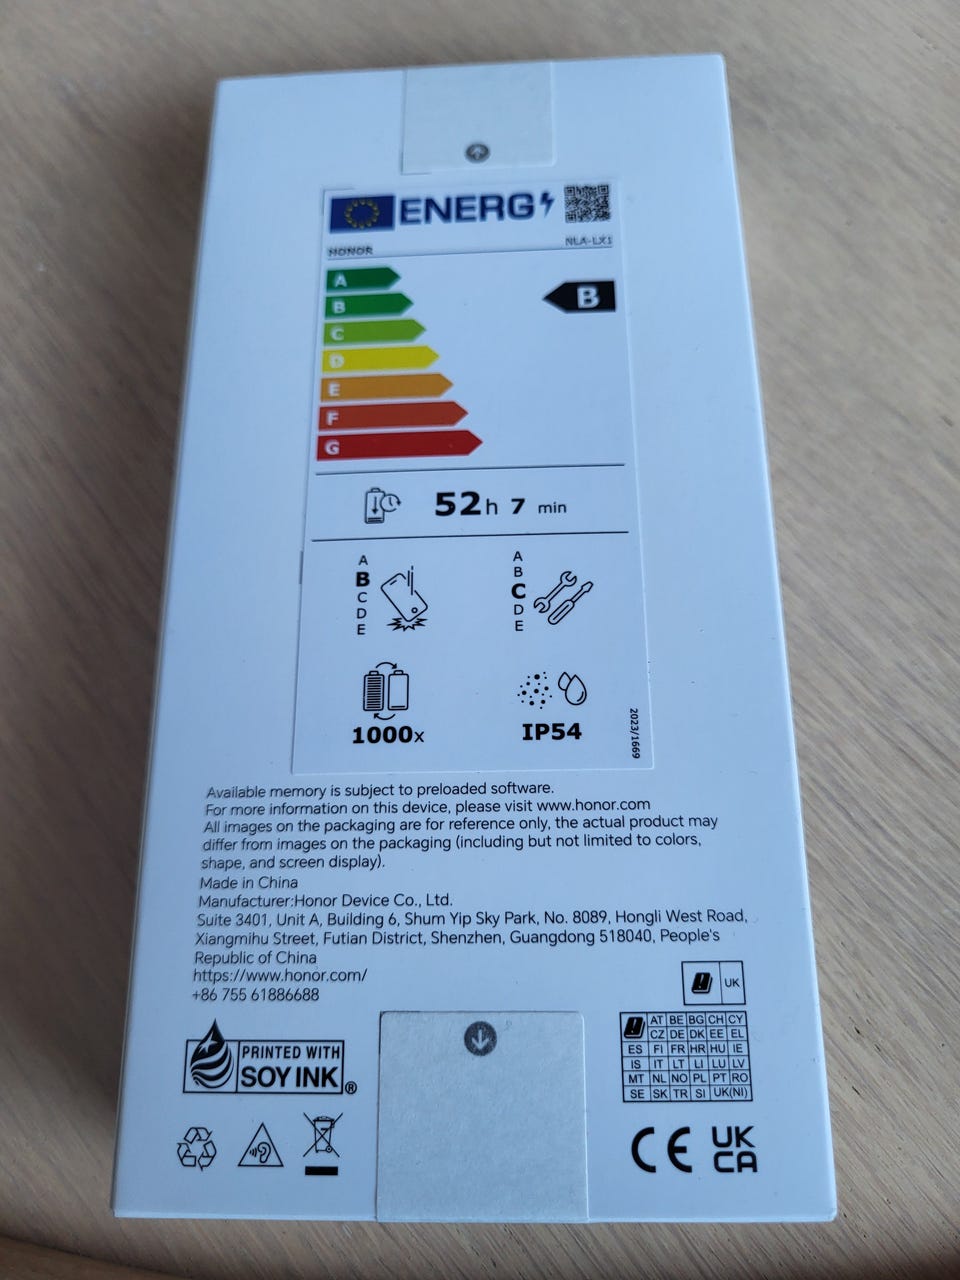 ENERG
HONOR
NLA-LX1
A
B
B
C
D
E
F
G
52h 7 min
A
B
C
D
E
A
B
C
D
E
1000x
IP54
2023/1669
Available memory is subject to preloaded software.
For more information on this device, please visit www.honor.com
All images on the packaging are for reference only, the actual product may
differ from images on the packaging (including but not limited to colors,
shape, and screen display).
Made in China
Manufacturer:Honor Device Co., Ltd.
Suite 3401, Unit A, Building 6, Shum Yip Sky Park, No. 8089, Hongli West Road,
Xiangmihu Street, Futian District, Shenzhen, Guangdong 518040, People's
Republic of China
https://www.honor.com/
+86 755 61886688
UK
AT BE BG CH CY
CZ DE DK EE EL
ES FI FR HR HU IE
IS IT LT LI LU LV
MT NL NO PL PT RO
SE SK TR SI UK(NI)
PRINTED WITH
SOY INK®
CE
UK
CA